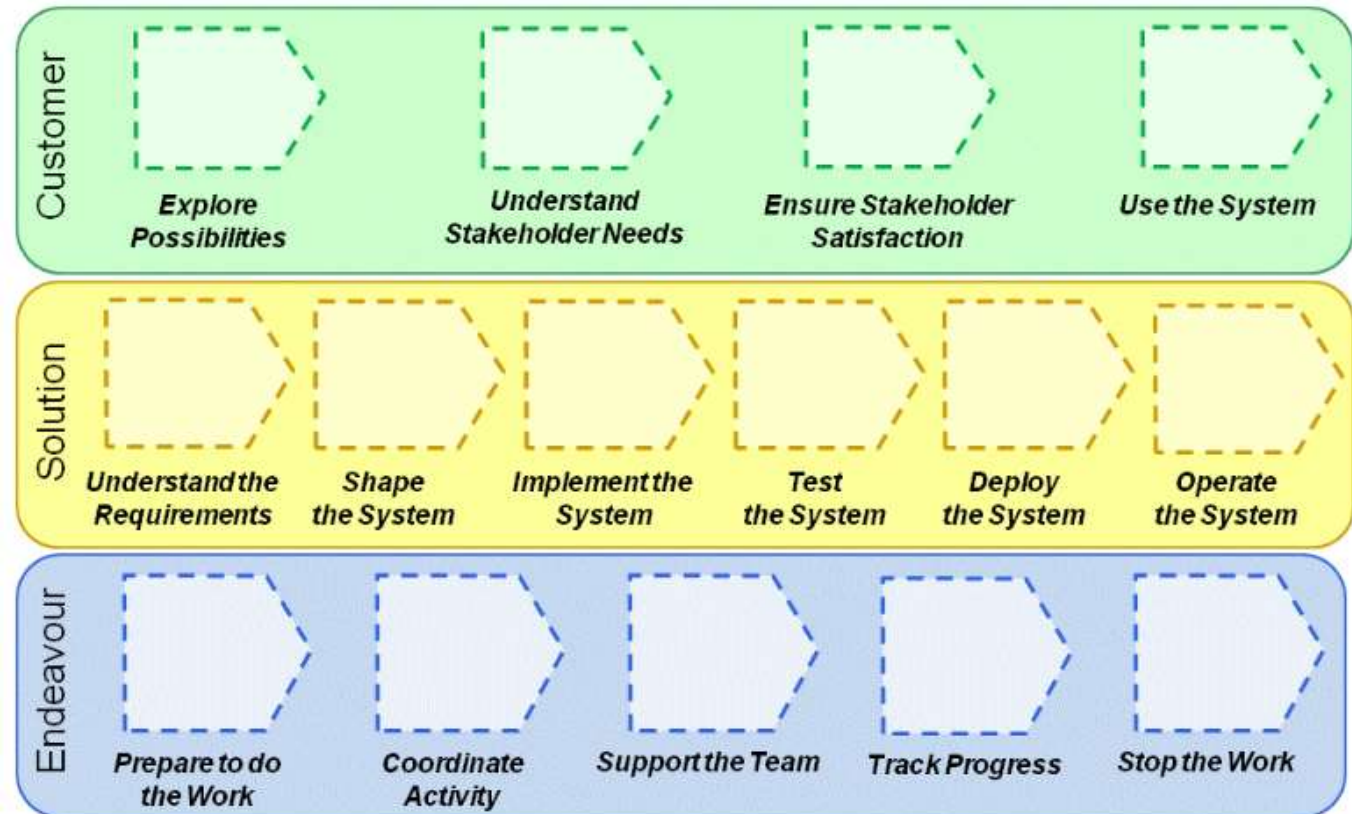 Customer
Explore
Possibilities
Understand
Stakeholder Needs
Ensure Stakeholder
Satisfaction
Use the System
Solution
Understand the
Requirements
Shape
the System
Implement the
System
Test
the System
Deploy
the System
Operate
the System
Endeavour
Prepare to do
the Work
Coordinate
Activity
Support the Team
Track Progress
Stop the Work